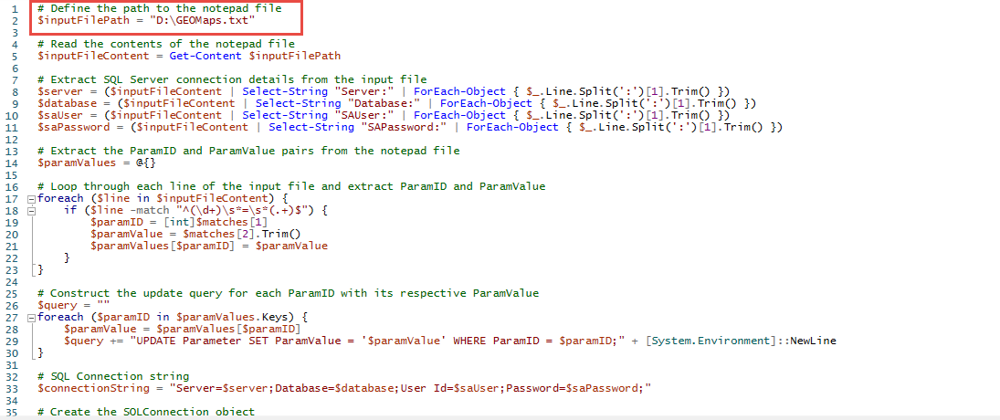 1 # Define the path to the notepad file
2 $inputFilePath = "D:\GEOMaps.txt"
3
4 # Read the contents of the notepad file
5 $inputFileContent = Get-Content $inputFilePath
6
7 # Extract SQL Server connection details from the input file
8 $server = ($inputFileContent | Select-String "Server:" | ForEach-Object { $_.Line.Split(':')[1].Trim() })
9 $database = ($inputFileContent | Select-String "Database:" | ForEach-Object { $_.Line.Split(':')[1].Trim() })
10 $saUser = ($inputFileContent | Select-String "SAUser:" | ForEach-Object { $_.Line.Split(':')[1].Trim() })
11 $saPassword = ($inputFileContent | Select-String "SAPassword:" | ForEach-Object { $_.Line.Split(':')[1].Trim() })
12
13 # Extract the ParamID and ParamValue pairs from the notepad file
14 $paramValues = @{}
15
16 # Loop through each line of the input file and extract ParamID and ParamValue
17 foreach ($line in $inputFileContent) {
18 if ($line -match "^(\d+)\s*=\s*(.+)$") {
19 $paramID = [int]$matches[1]
20 $paramValue = $matches[2].Trim()
21 $paramValues[$paramID] = $paramValue
22 }
23 }
24
25 # Construct the update query for each ParamID with its respective ParamValue
26 $query = ""
27 foreach ($paramID in $paramValues.Keys) {
28 $paramValue = $paramValues[$paramID]
29 $query += "UPDATE Parameter SET ParamValue = '$paramValue' WHERE ParamID = $paramID;" + [System.Environment]::NewLine
30 }
31
32 # SQL Connection string
33 $connectionString = "Server=$server;Database=$database;User Id=$saUser;Password=$saPassword;"
34
35 # Create the SQLConnection object